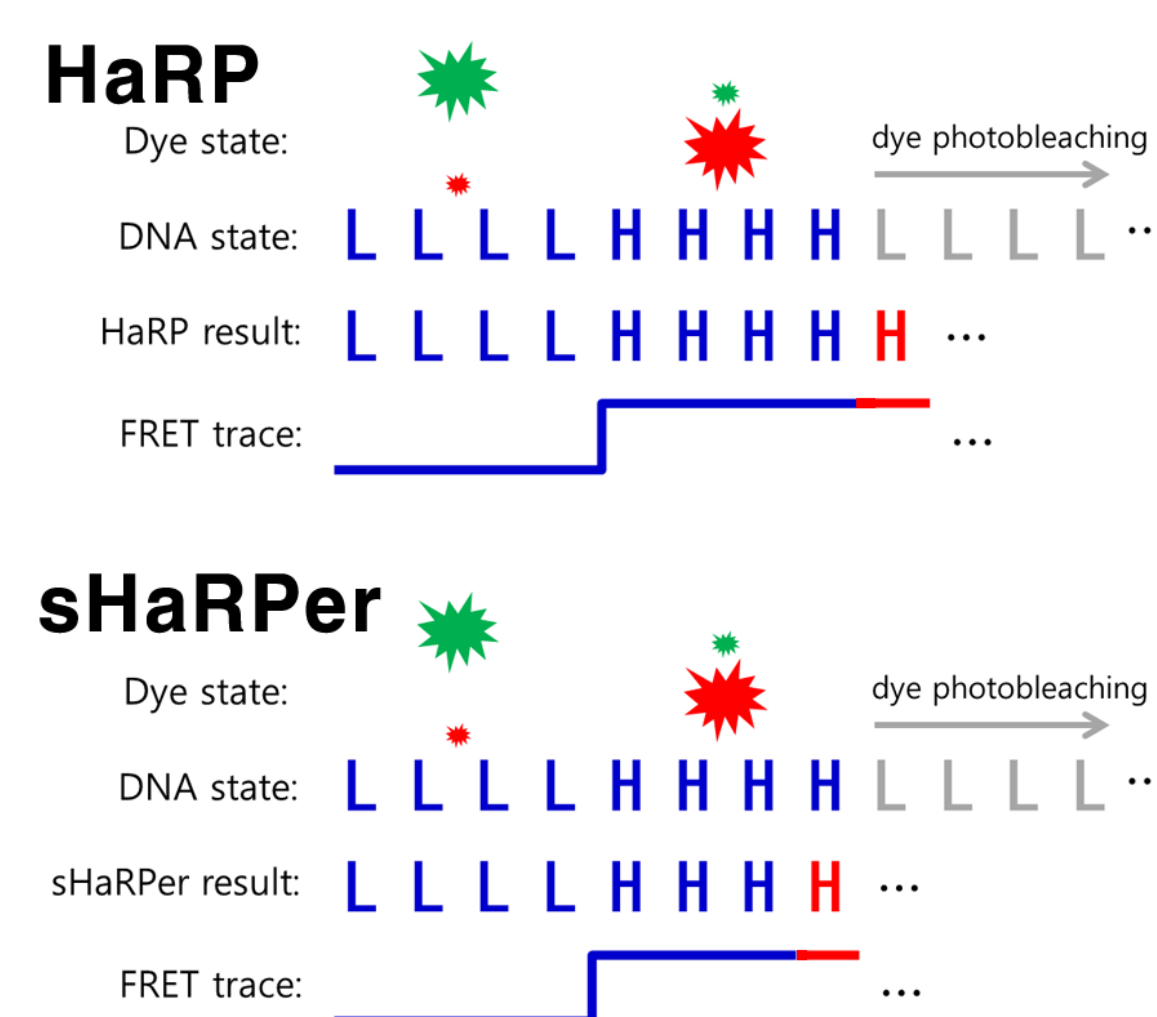 HaRP
Dye state:
dye photobleaching
DNA state: L L L L H H H H L L L L ..
HaRP result: L L L L H H H H H ...
FRET trace: ...
sHaRPer
Dye state:
dye photobleaching
DNA state: L L L L H H H H L L L L ..
sHaRPer result: L L L L H H H H ...
FRET trace: ...